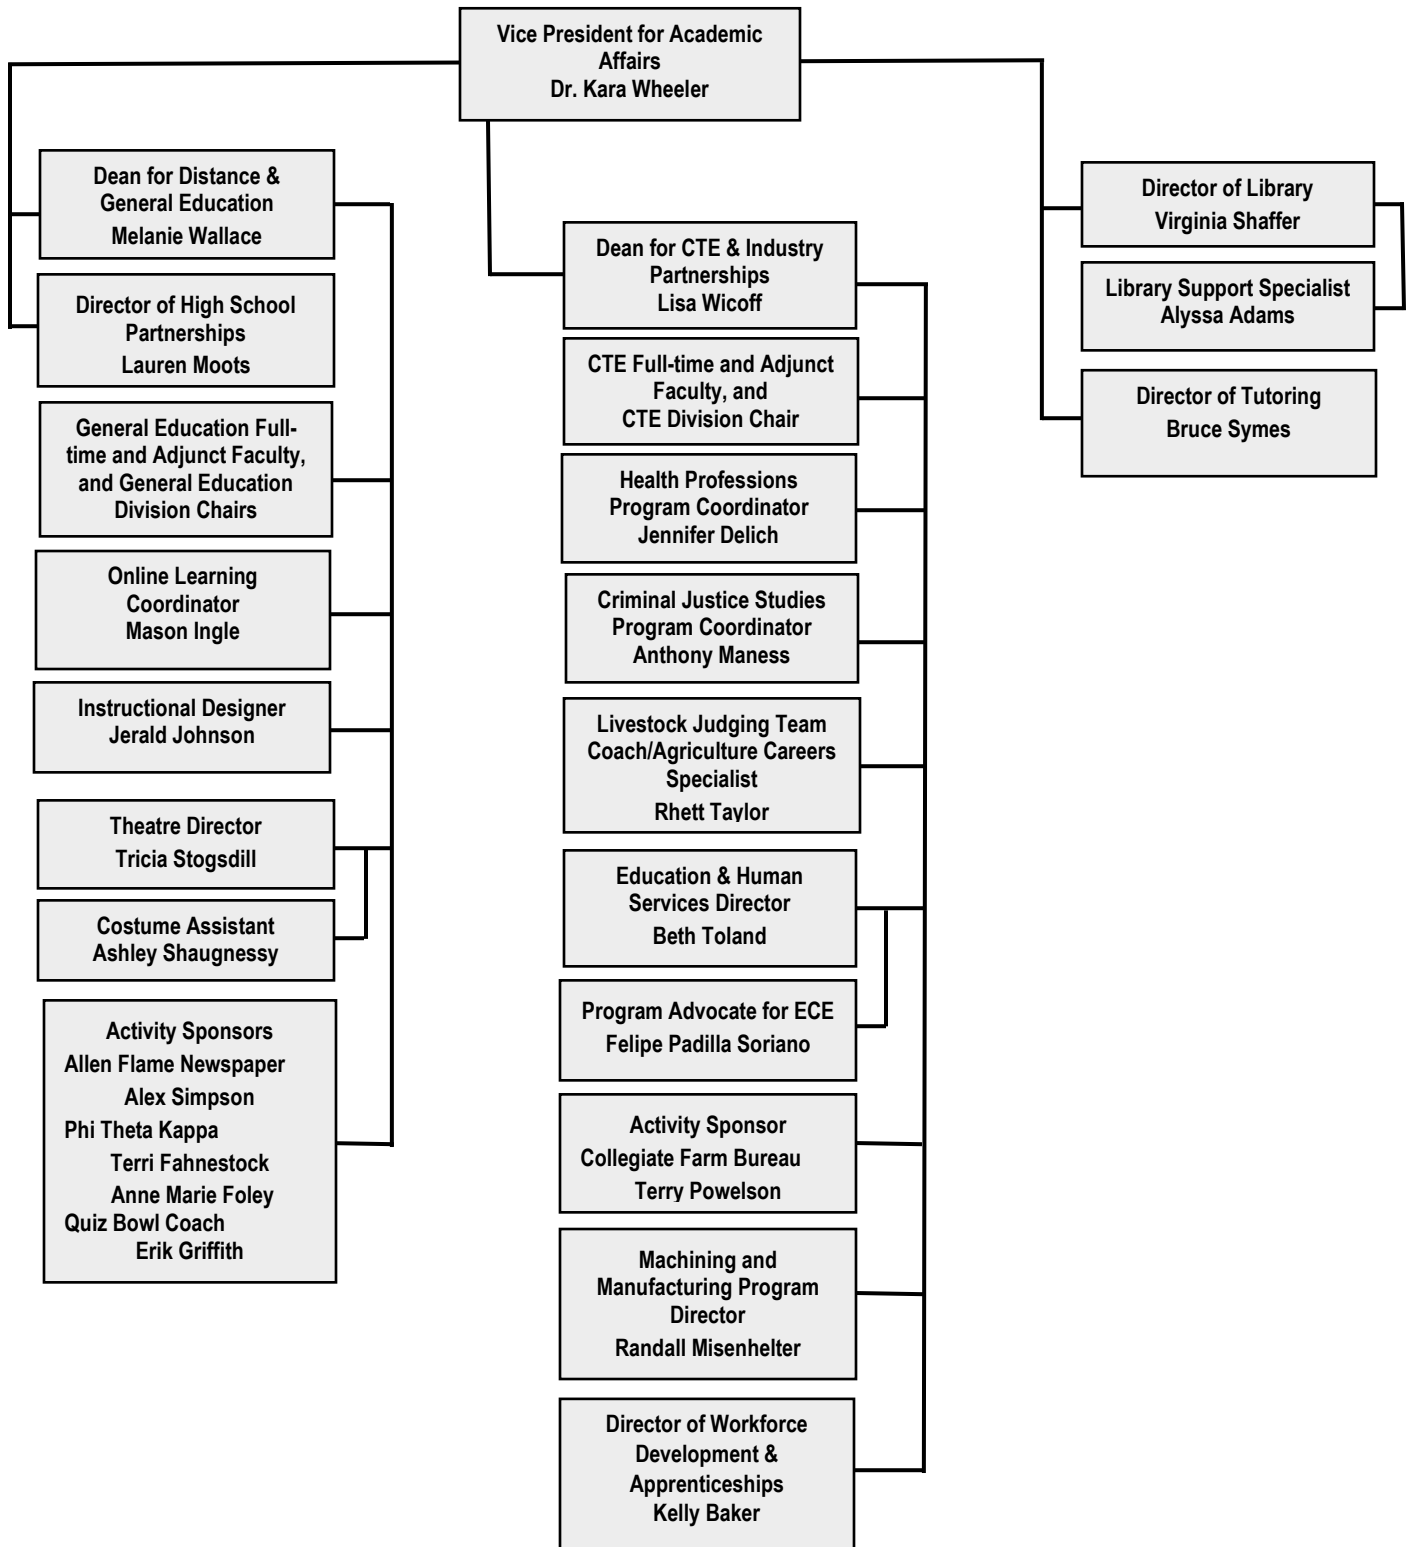 Vice President for Academic
Affairs
Dr. Kara Wheeler
Dean for Distance &
General Education
Melanie Wallace
Director of High School
Partnerships
Lauren Moots
General Education Full-
time and Adjunct Faculty,
and General Education
Division Chairs
Online Learning
Coordinator
Mason Ingle
Instructional Designer
Jerald Johnson
Theatre Director
Tricia Stogsdill
Costume Assistant
Ashley Shaugnessy
Activity Sponsors
Allen Flame Newspaper
Alex Simpson
Phi Theta Kappa
Terri Fahnestock
Anne Marie Foley
Quiz Bowl Coach
Erik Griffith
Dean for CTE & Industry
Partnerships
Lisa Wicoff
CTE Full-time and Adjunct
Faculty, and
CTE Division Chair
Health Professions
Program Coordinator
Jennifer Delich
Criminal Justice Studies
Program Coordinator
Anthony Maness
Livestock Judging Team
Coach/Agriculture Careers
Specialist
Rhett Taylor
Education & Human
Services Director
Beth Toland
Program Advocate for ECE
Felipe Padilla Soriano
Activity Sponsor
Collegiate Farm Bureau
Terry Powelson
Machining and
Manufacturing Program
Director
Randall Misenhelter
Director of Workforce
Development &
Apprenticeships
Kelly Baker
Director of Library
Virginia Shaffer
Library Support Specialist
Alyssa Adams
Director of Tutoring
Bruce Symes